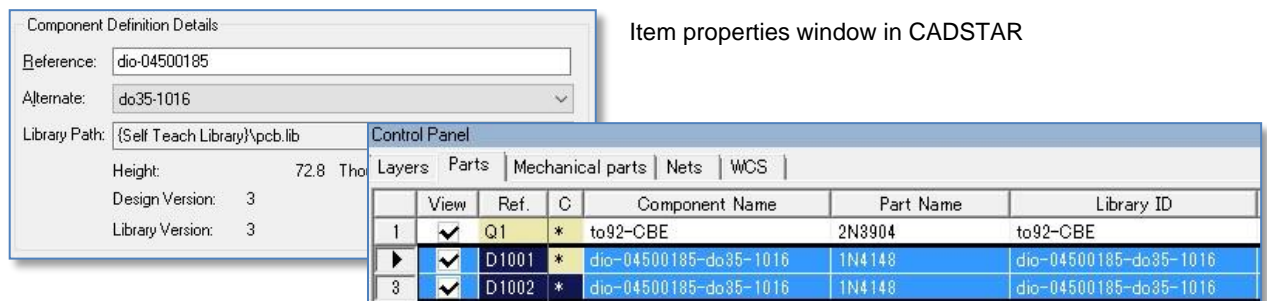 Component Definition Details
Item properties window in CADSTAR
Reference: dio-04500185
Alternate: do35-1016
Library Path: {Self Teach Library}\pcb.lib
Height: 72.8
Design Version: 3
Library Version: 3
Control Panel
Layers Parts Mechanical parts Nets WCS
View Ref. C Component Name Part Name Library ID
1 Q1 * to92-CBE 2N3904 to92-CBE
D1001 * dio-04500185-do35-1016 1N4148 dio-04500185-do35-1016
3 D1002 * dio-04500185-do35-1016 1N4148 dio-04500185-do35-1016